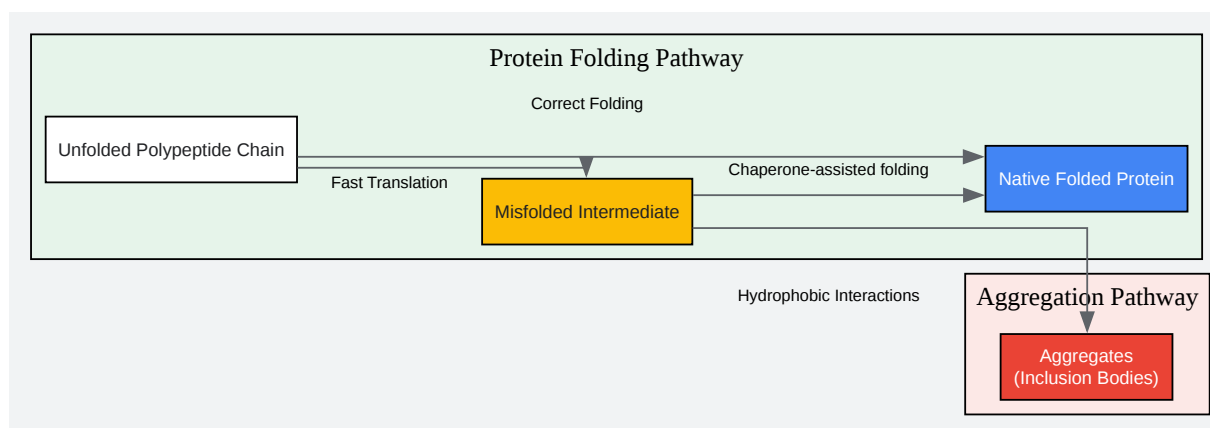 Protein Folding Pathway
Correct Folding
Unfolded Polypeptide Chain
Fast Translation
Chaperone-assisted folding
Native Folded Protein
Misfolded Intermediate
Hydrophobic Interactions
Aggregation Pathway
Aggregates
(Inclusion Bodies)